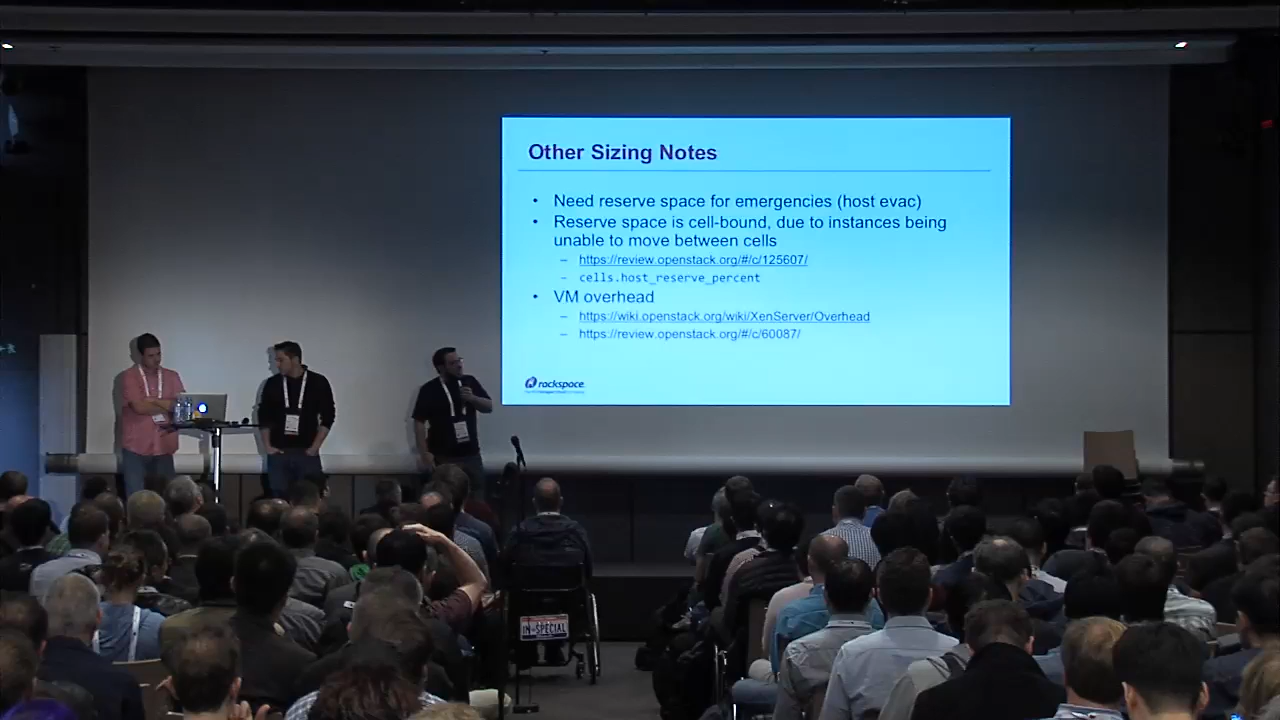 Other Sizing Notes
• Need reserve space for emergencies (host evac)
• Reserve space is cell-bound, due to instances being
unable to move between cells
– https://review.openstack.org/#/c/125607/
– cells.host_reserve_percent
• VM overhead
– https://wiki.openstack.org/wiki/XenServer/Overhead
– https://review.openstack.org/#/c/60087/
rackspace
IN SPECIAL